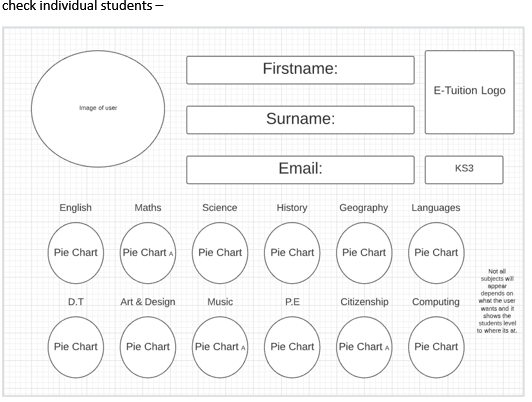 check individual students –
Firstname:
E-Tuition Logo
Image of user
Surname:
Email:
KS3
English Maths Science History Geography Languages
Pie Chart Pie Chart A Pie Chart Pie Chart Pie Chart Pie Chart
D.T Art & Design Music P.E Citizenship Computing
Pie Chart Pie Chart Pie Chart A Pie Chart Pie Chart A Pie Chart
Not all
subjects will
appear
depends on
what the user
wants and it
shows the
students level
to where its at.